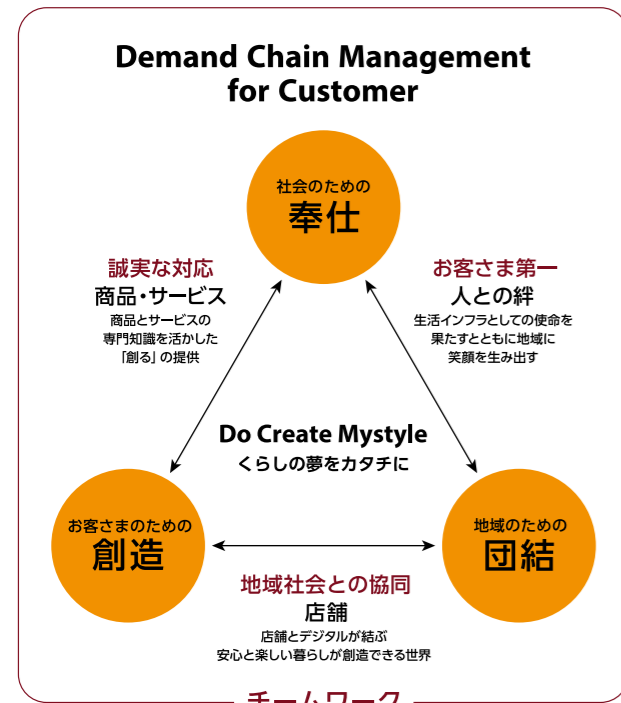 Demand Chain Management
for Customer
社会のための
奉仕
誠実な対応
商品・サービス
商品とサービスの
専門知識を活かした
「創る」の提供
お客さま第一
人との絆
生活インフラとしての使命を
果たすとともに地域に
笑顔を生み出す
Do Create Mystyle
くらしの夢をカタチに
お客さまのための
創造
地域のための
団結
地域社会との協同
店舗
店舗とデジタルが結ぶ
安心と楽しい暮らしが創造できる世界
チームワーク